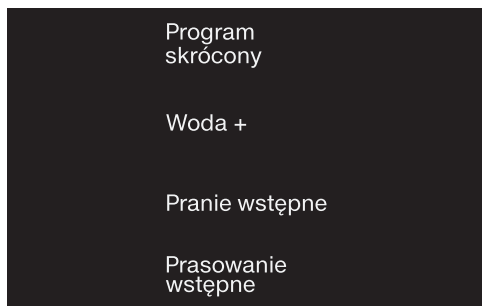 Program
skrócony
Woda +
Pranie wstępne
Prasowanie
wstępne